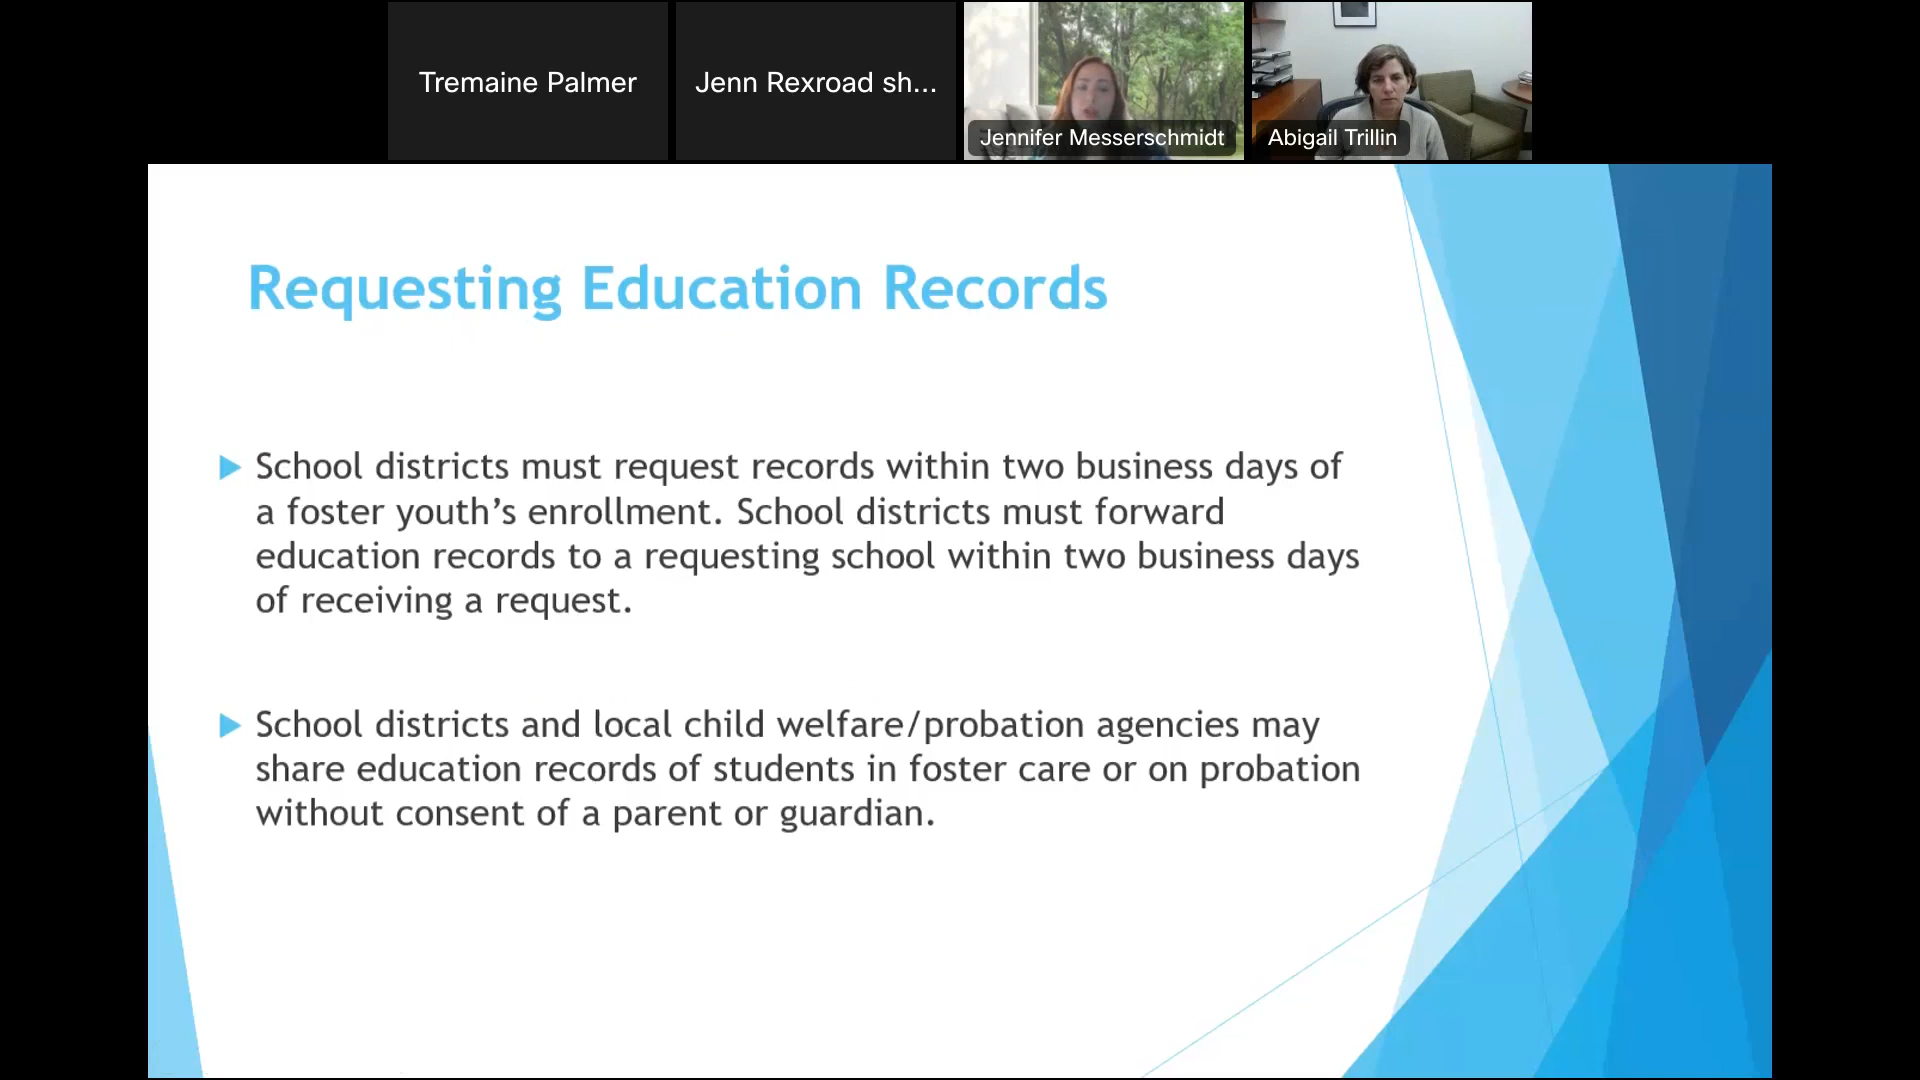 Tremaine Palmer
Jenn Rexroad sh...
Jennifer Messerschmidt
Abigail Trillin
Requesting Education Records
School districts must request records within two business days of
a foster youth’s enrollment. School districts must forward
education records to a requesting school within two business days
of receiving a request.
School districts and local child welfare/probation agencies may
share education records of students in foster care or on probation
without consent of a parent or guardian.